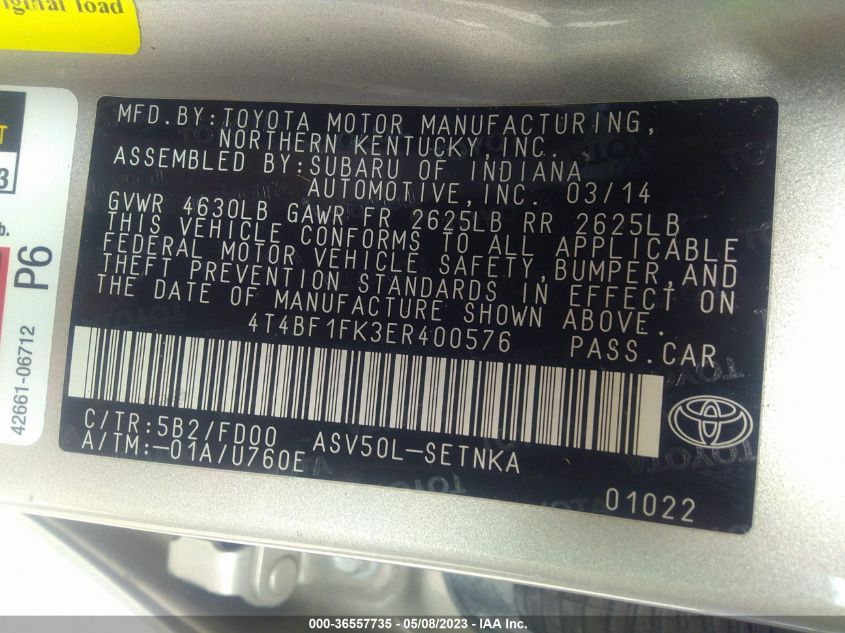 iginal load
T
3
b.
P6
42661-06712
MFD.BY:TOYOTA MOTOR MANUFACTURING,
NORTHERN KENTUCKY,INC.
ASSEMBLED BY:SUBARU OF INDIANA
AUTOMOTIVE,INC. 03/14
GVWR 4630LB GAWR FR 2625LB RR 2625LB
THIS VEHICLE CONFORMS TO ALL APPLICABLE
FEDERAL MOTOR VEHICLE SAFETY,BUMPER,AND
THEFT PREVENTION STANDARDS IN EFFECT ON
THE DATE OF MANUFACTURE SHOWN ABOVE.
4T4BF1FK3ER400576 PASS.CAR
C/TR:5B2/FD00 ASV50L-SETNKA
A/TM:-01A/U760E
01022
000-36557735 - 05/08/2023 - IAA Inc.